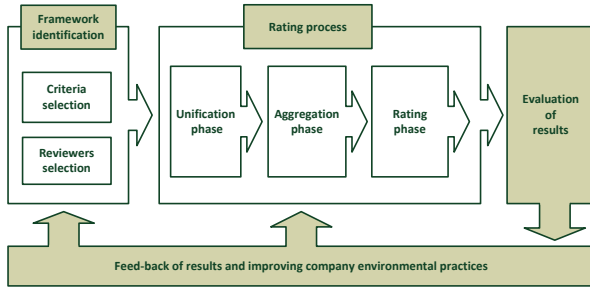 Framework
identification
Criteria
selection
Reviewers
selection
Rating process
Unification
phase
Aggregation
phase
Rating
phase
Evaluation
of
results
Feed-back of results and improving company environmental practices